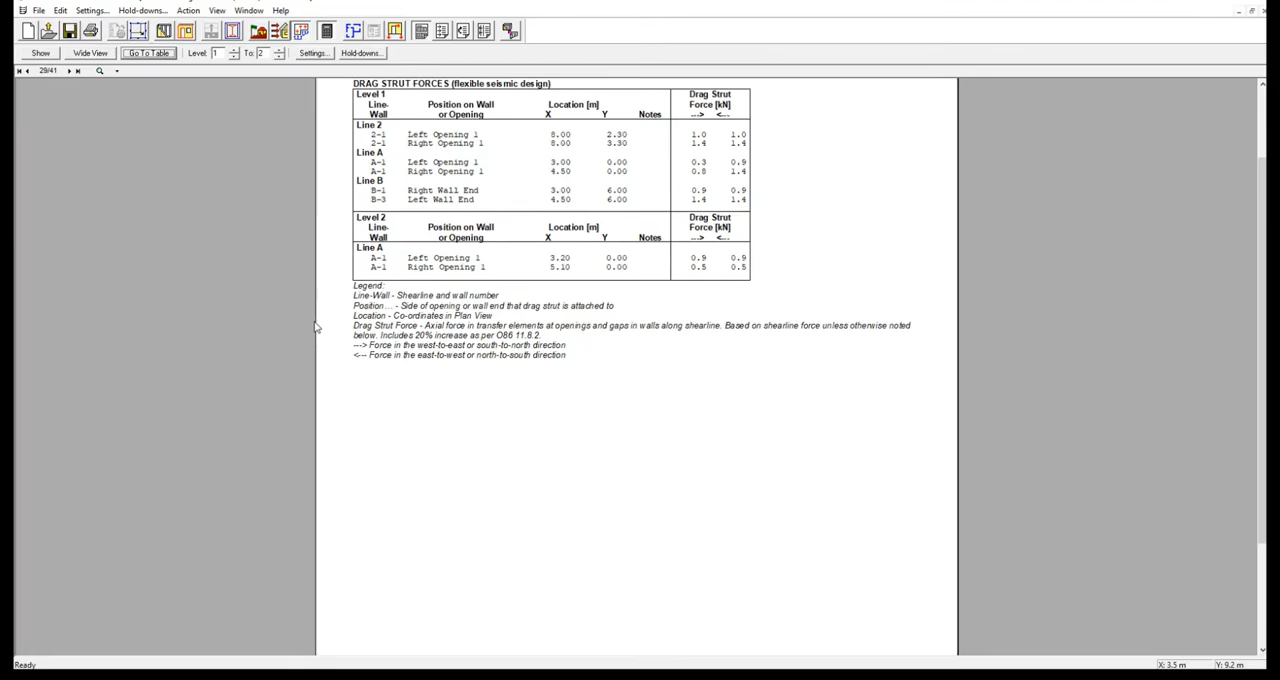 File Edit Settings... Hold-downs... Action View Window Help
Show Wide View Go To Table Level: 1 To: 2 Settings... Hold-downs...
29/41
DRAG STRUT FORCES (flexible seismic design)
Level 1 Drag Strut
Line- Position on Wall Location [m] Force [kN]
Wall or Opening X Y Notes ---> <---
Line 2
2-1 Left Opening 1 8.00 2.30 1.0 1.0
2-1 Right Opening 1 8.00 3.30 1.4 1.4
Line A
A-1 Left Opening 1 3.00 0.00 0.3 0.9
A-1 Right Opening 1 4.50 0.00 0.8 1.4
Line B
B-1 Right Wall End 3.00 6.00 0.9 0.9
B-3 Left Wall End 4.50 6.00 1.4 1.4
Level 2 Drag Strut
Line- Position on Wall Location [m] Force [kN]
Wall or Opening X Y Notes ---> <---
Line A
A-1 Left Opening 1 3.20 0.00 0.9 0.9
A-1 Right Opening 1 5.10 0.00 0.5 0.5
Legend:
Line-Wall - Shearline and wall number
Position... - Side of opening or wall end that drag strut is attached to
Location - Co-ordinates in Plan View
Drag Strut Force - Axial force in transfer elements at openings and gaps in walls along shearline. Based on shearline force unless otherwise noted
below. Includes 20% increase as per O86 11.8.2.
---> Force in the west-to-east or south-to-north direction
<--- Force in the east-to-west or north-to-south direction
Ready X: 3.5 m Y: 9.2 m